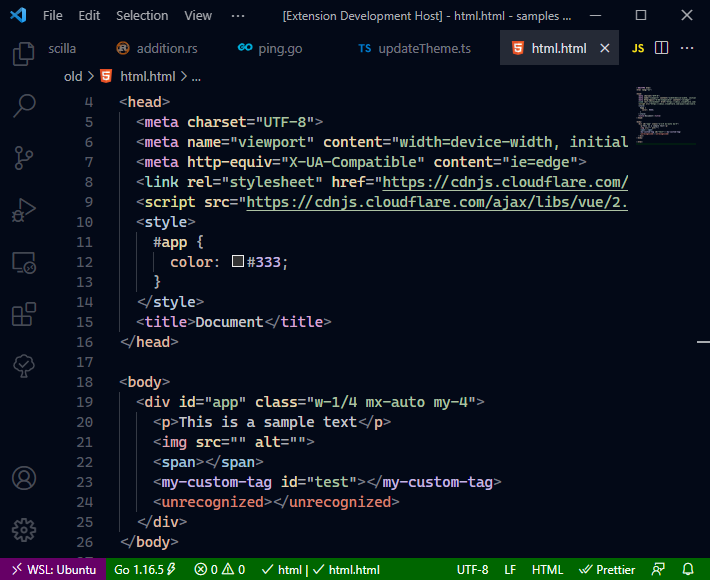 File Edit Selection View ··· [Extension Development Host] - html.html - samples ...
scilla addition.rs ping.go TS updateTheme.ts html.html JS ···
old > html.html > ...
4 <head>
5 <meta charset="UTF-8">
6 <meta name="viewport" content="width=device-width, initial
7 <meta http-equiv="X-UA-Compatible" content="ie=edge">
8 <link rel="stylesheet" href="https://cdnjs.cloudflare.com/
9 <script src="https://cdnjs.cloudflare.com/ajax/libs/vue/2.
10 <style>
11 #app {
12 color: #333;
13 }
14 </style>
15 <title>Document</title>
16 </head>
17
18 <body>
19 <div id="app" class="w-1/4 mx-auto my-4">
20 <p>This is a sample text</p>
21 <img src="" alt="">
22 <span></span>
23 <my-custom-tag id="test"></my-custom-tag>
24 <unrecognized></unrecognized>
25 </div>
26 </body>
WSL: Ubuntu Go 1.16.5 0 0 ✓ html | ✓ html.html UTF-8 LF HTML Prettier